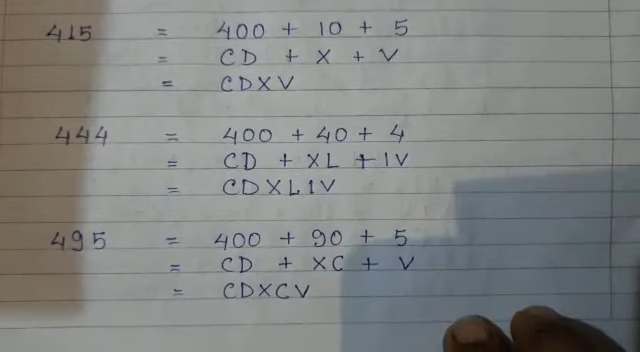 415 = 400 + 10 + 5
= CD + X + V
= CDXV
444 = 400 + 40 + 4
= CD + XL + IV
= CDXLIV
495 = 400 + 90 + 5
= CD + XC + V
= CDXCV